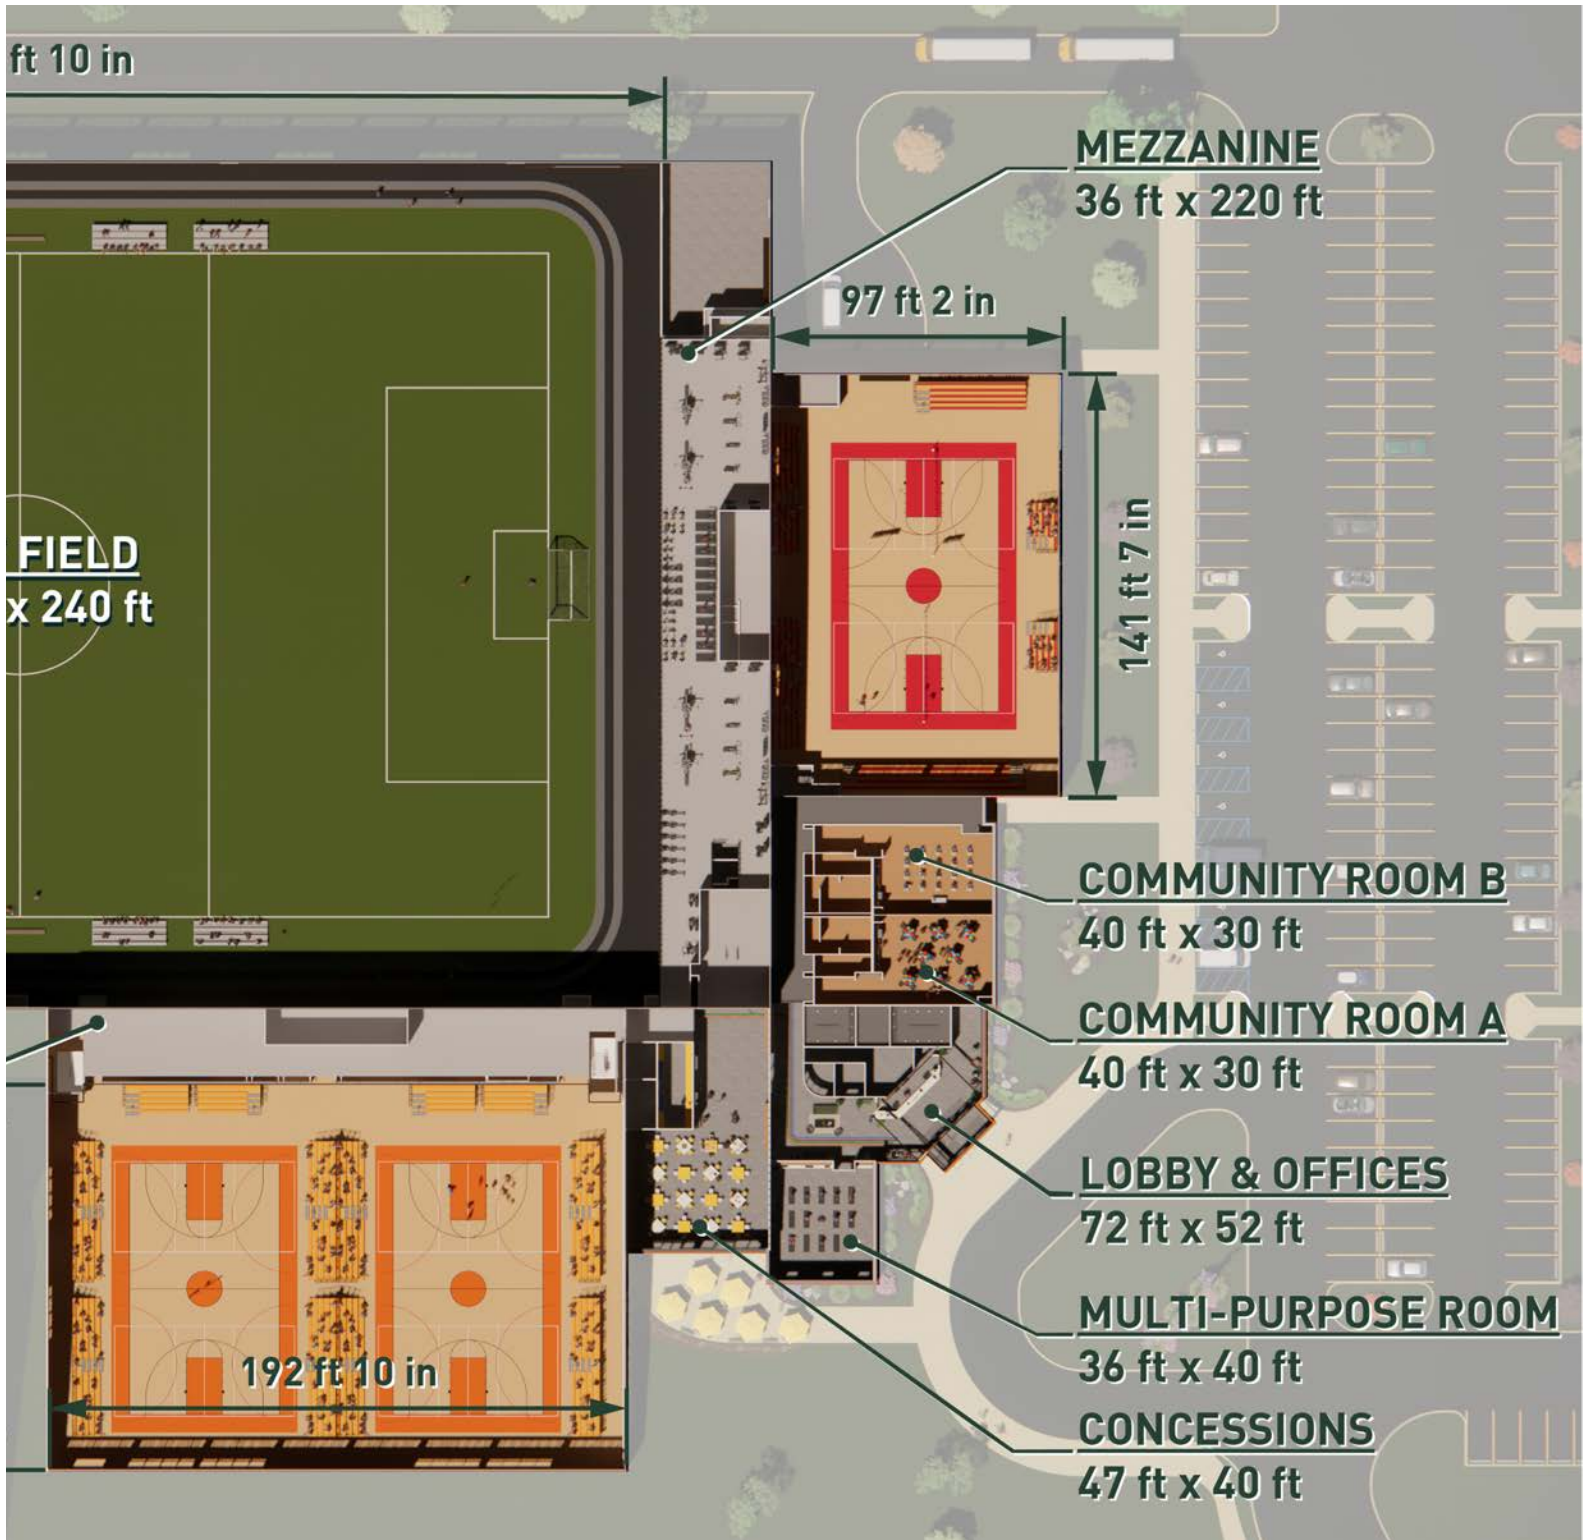 ft 10 in
MEZZANINE
36 ft x 220 ft
97 ft 2 in
141 ft 7 in
FIELD
x 240 ft
COMMUNITY ROOM B
40 ft x 30 ft
COMMUNITY ROOM A
40 ft x 30 ft
LOBBY & OFFICES
72 ft x 52 ft
MULTI-PURPOSE ROOM
36 ft x 40 ft
192 ft 10 in
CONCESSIONS
47 ft x 40 ft